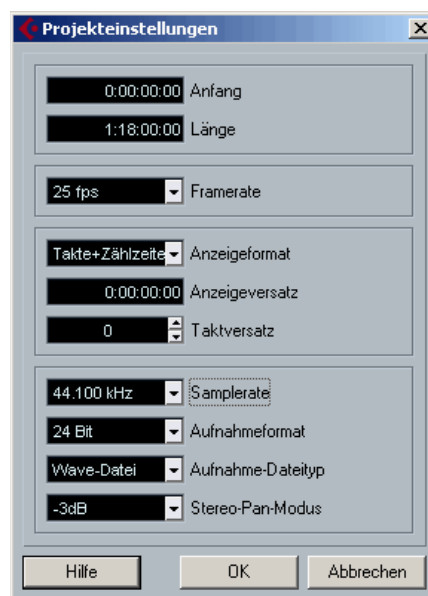 Projekteinstellungen
0:00:00:00 Anfang
1:18:00:00 Länge
25 fps Framerate
Takte+Zählzeite Anzeigeformat
0:00:00:00 Anzeigeversatz
0 Taktversatz
44.100 kHz Samplerate
24 Bit Aufnahmeformat
Wave-Datei Aufnahme-Dateityp
-3dB Stereo-Pan-Modus
Hilfe OK Abbrechen